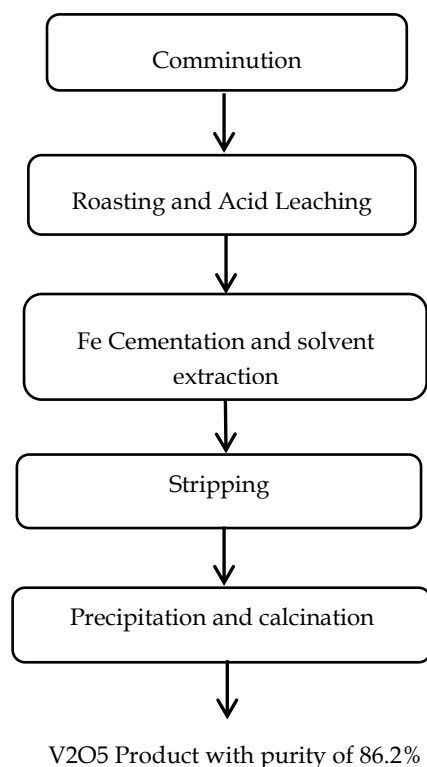 Comminution
Roasting and Acid Leaching
Fe Cementation and solvent
extraction
Stripping
Precipitation and calcination
V2O5 Product with purity of 86.2%